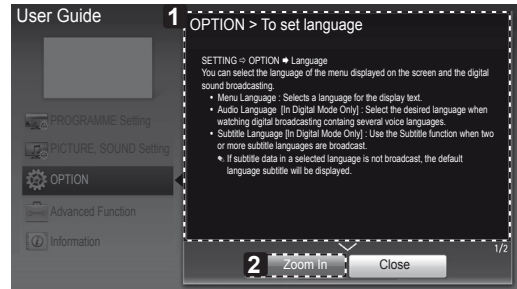 User Guide
1
OPTION > To set language
SETTING ⇨ OPTION ➡ Language
You can select the language of the menu displayed on the screen and the digital
sound broadcasting.
• Menu Language : Selects a language for the display text.
• Audio Language [In Digital Mode Only] : Select the desired language when
watching digital broadcasting containg several voice languages.
• Subtitle Language [In Digital Mode Only] : Use the Subtitle function when two
or more subtitle languages are broadcast.
If subtitle data in a selected language is not broadcast, the default
language subtitle will be displayed.
PROGRAMME Setting
PICTURE, SOUND Setting
OPTION
Advanced Function
Information
1/2
2
Zoom In
Close